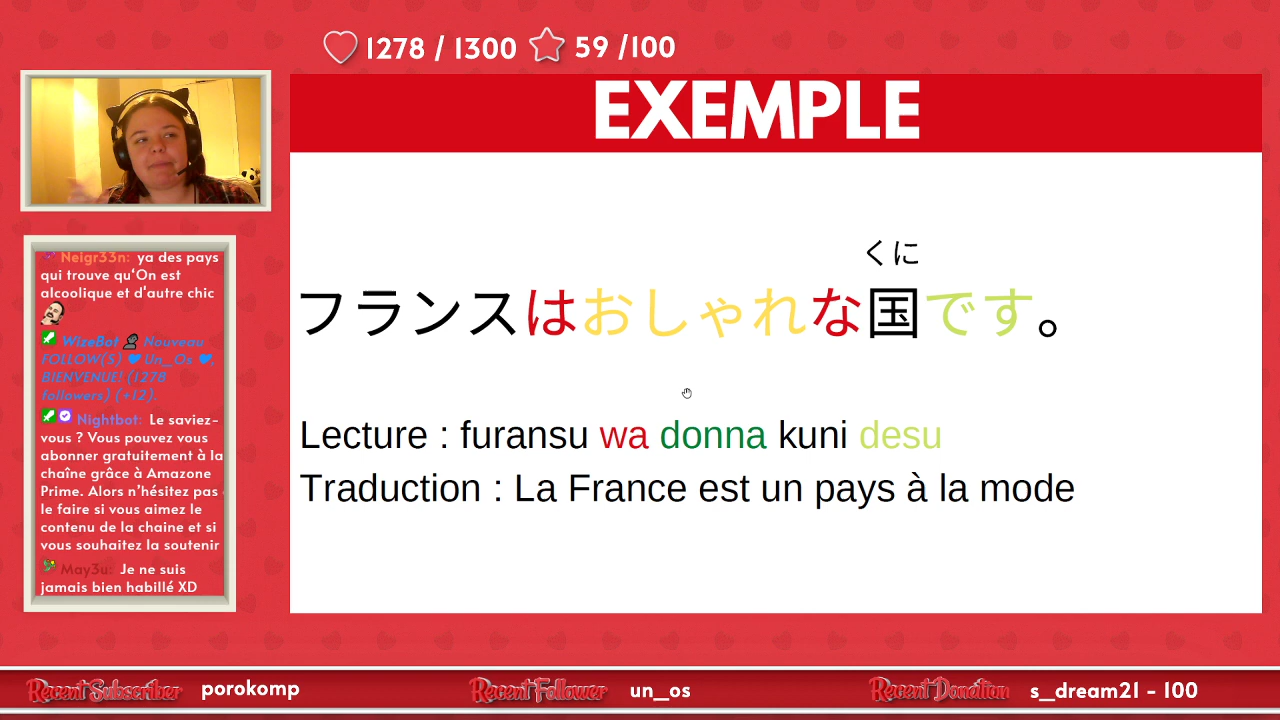 1278 / 1300 59 /100
EXEMPLE
くに
フランスはおしゃれな国です。
Lecture : furansu wa donna kuni desu
Traduction : La France est un pays à la mode
Neigr33n: ya des pays
qui trouve qu'On est
alcoolique et d'autre chic
WizeBot Nouveau
FOLLOW(S) Un_Os
BIENVENUE! (1278
followers) (+12).
Nightbot: Le saviez-
vous ? Vous pouvez vous
abonner gratuitement à la
chaîne grâce à Amazone
Prime. Alors n'hésitez pas
le faire si vous aimez le
contenu de la chaine et si
vous souhaitez la soutenir
May3u: Je ne suis
jamais bien habillé XD
Recent Subscriber porokomp Recent Follower un_os Recent Donation s_dream21 - 100